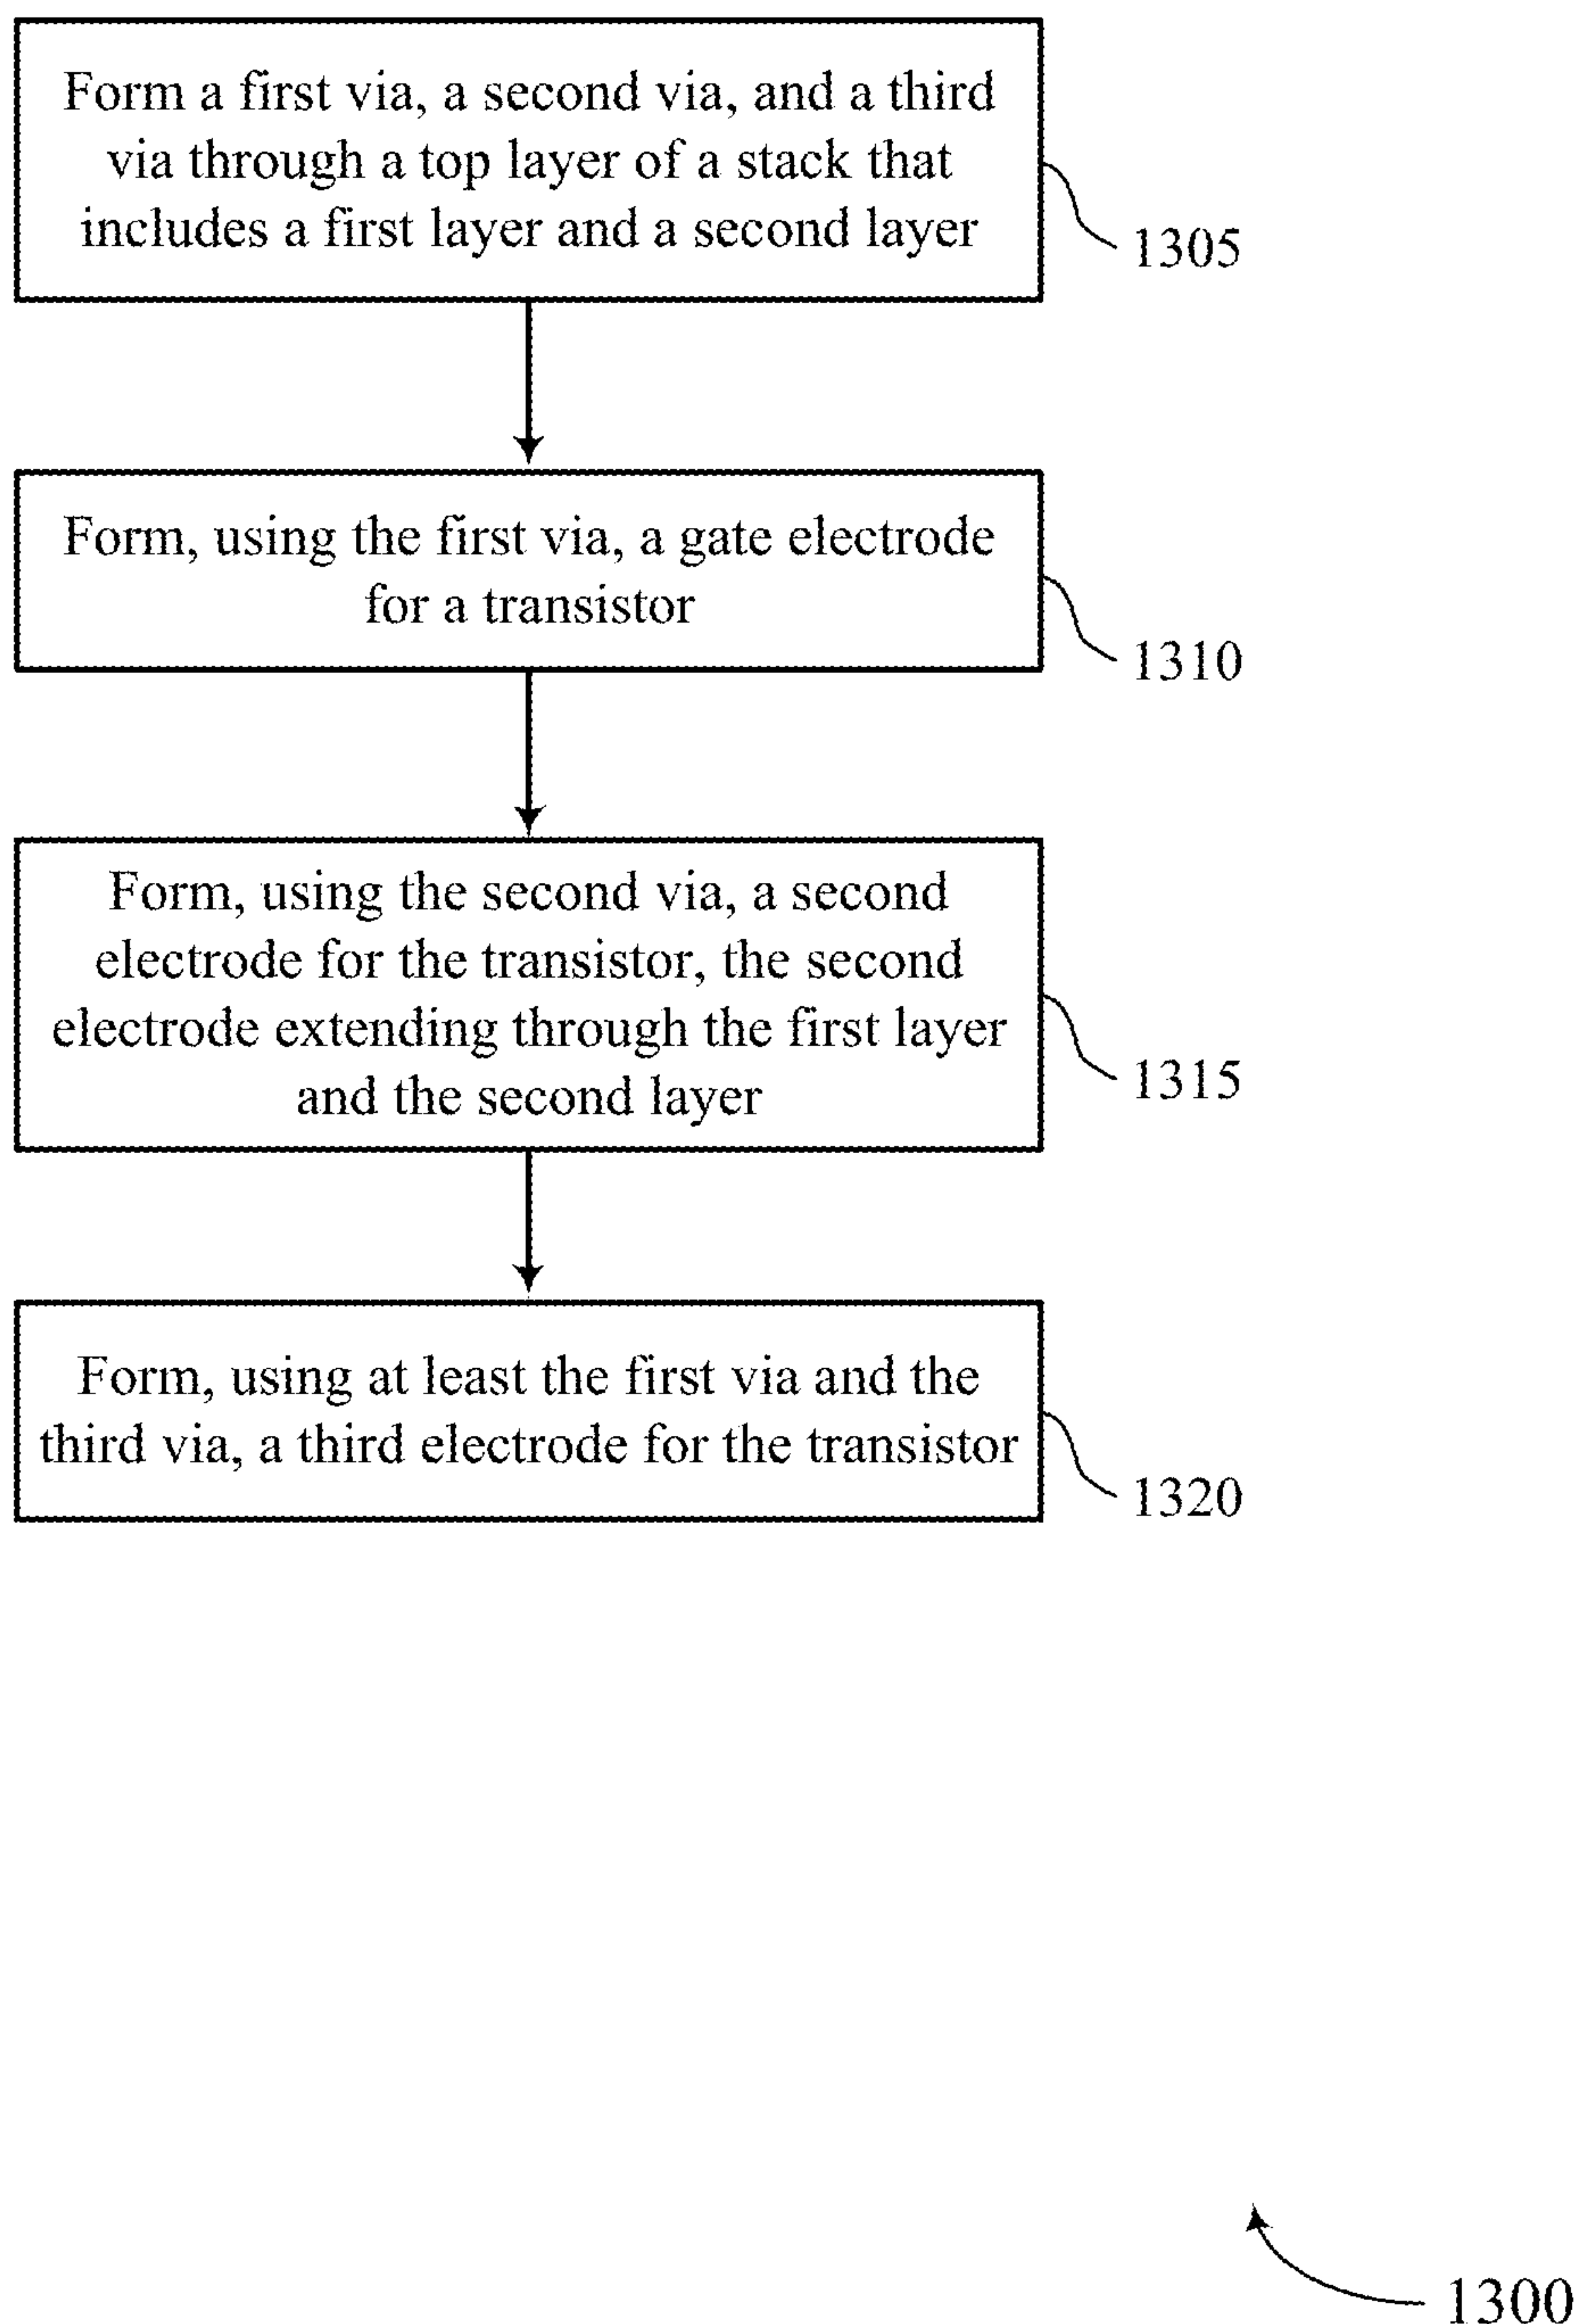 Form a first via, a second via, and a third
via through a top layer of a stack that
includes a first layer and a second layer
1305
Form, using the first via, a gate electrode
for a transistor
1310
Form, using the second via, a second
electrode for the transistor, the second
electrode extending through the first layer
and the second layer
1315
Form, using at least the first via and the
third via, a third electrode for the transistor
1320
1300